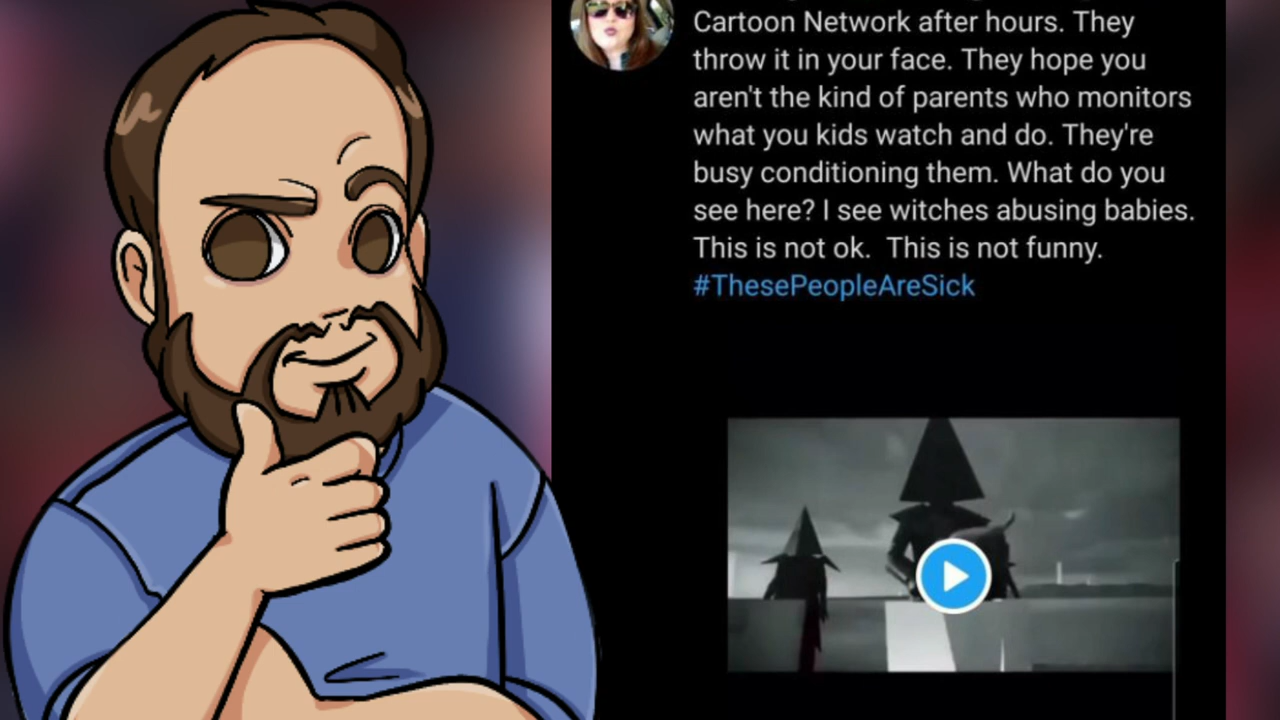 Cartoon Network after hours. They
throw it in your face. They hope you
aren't the kind of parents who monitors
what you kids watch and do. They're
busy conditioning them. What do you
see here? I see witches abusing babies.
This is not ok.  This is not funny.
#ThesePeopleAreSick